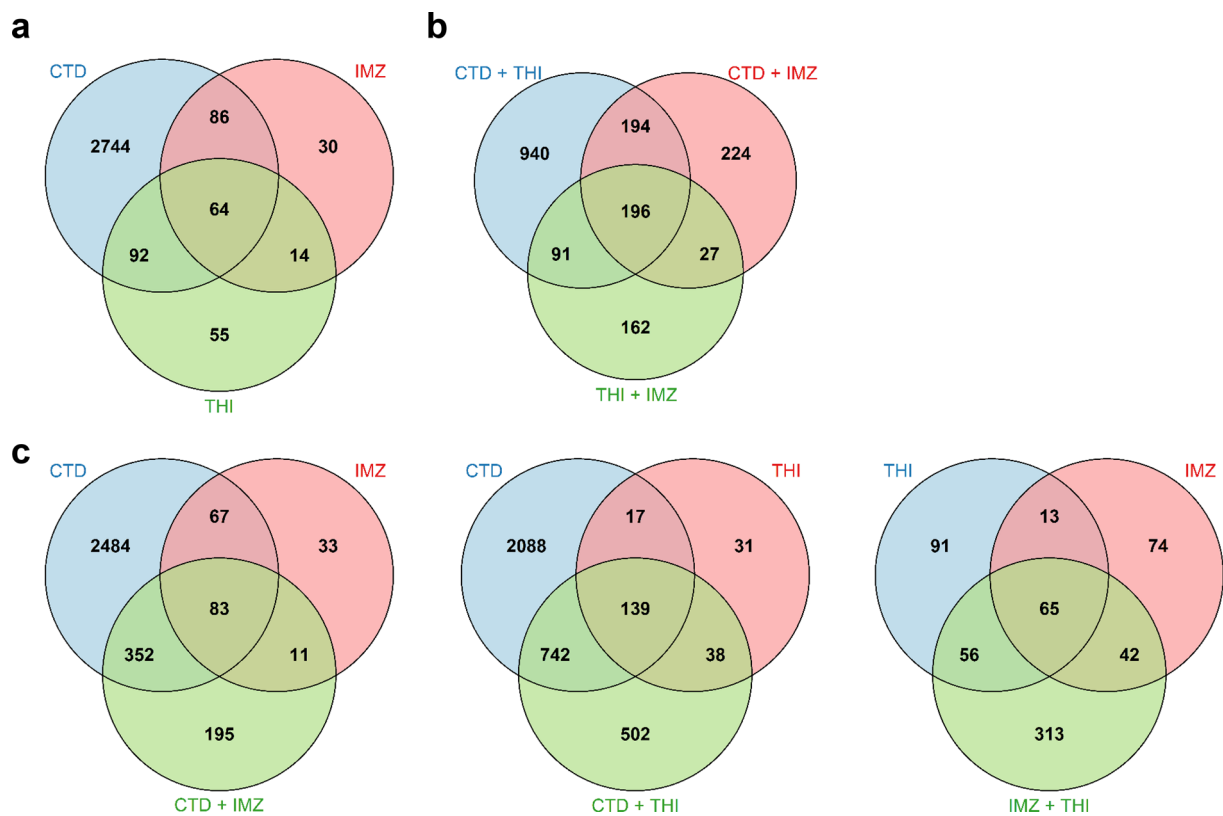 a
CTD
IMZ
86
2744
30
64
92
14
55
THI
b
CTD + THI
CTD + IMZ
194
940
224
196
91
27
162
THI + IMZ
c
CTD
IMZ
67
2484
33
83
352
11
195
CTD + IMZ
CTD
THI
17
2088
31
139
742
38
502
CTD + THI
THI
IMZ
13
91
74
65
56
42
313
IMZ + THI